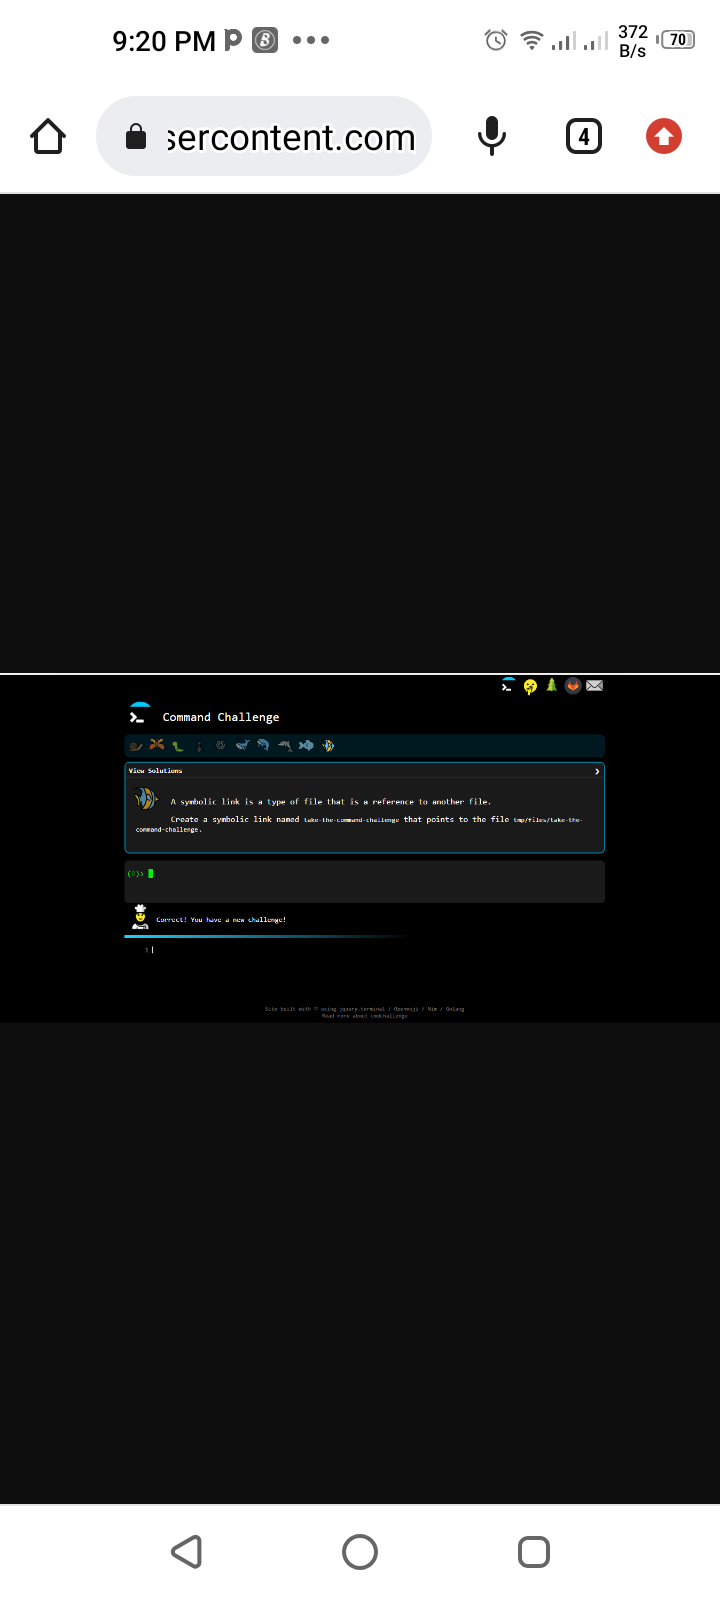 9:20 PM
372
B/s
70
sercontent.com
4
Command Challenge
View Solutions
A symbolic link is a type of file that is a reference to another file.
Create a symbolic link named take-the-command-challenge that points to the file tmp/files/take-the-
command-challenge.
Correct! You have a new challenge!
1
Site built with ♡ using jquery.terminal / Openmoji / Nim / Golang
Read more about cmdchallenge